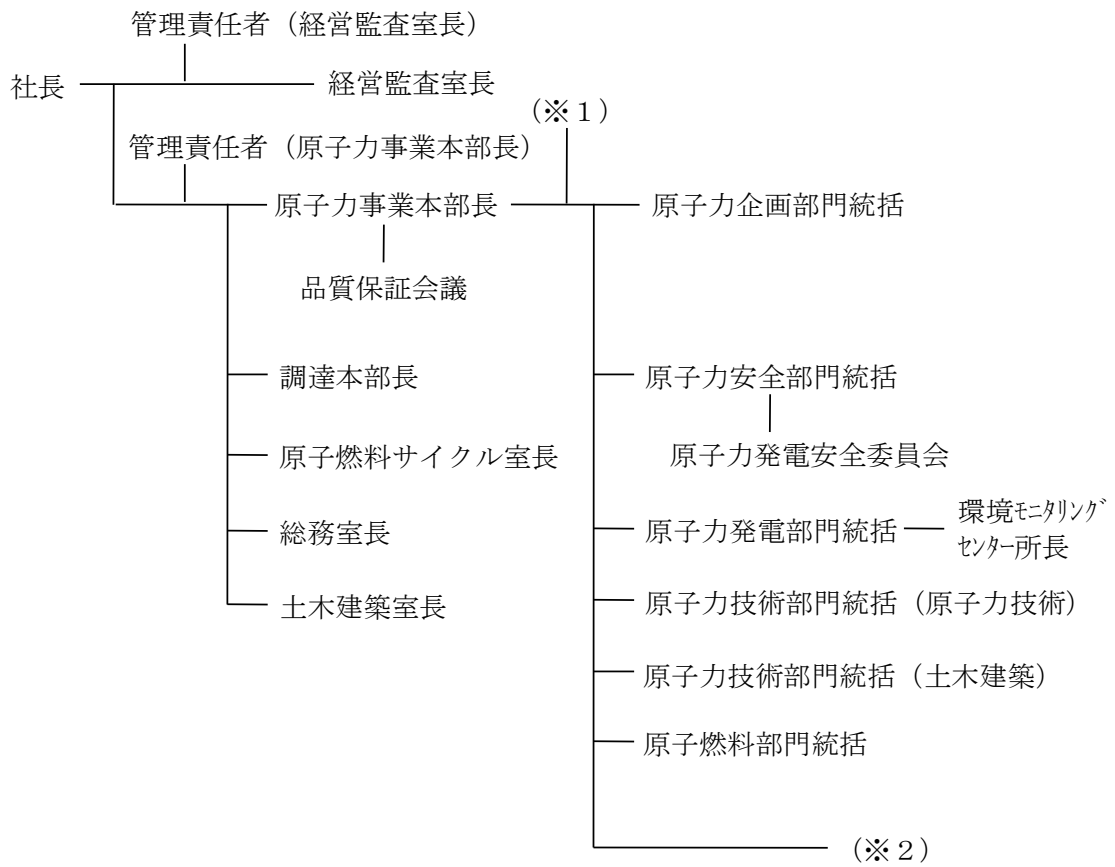 管理責任者（経営監査室長）
社長
経営監査室長
（※１）
管理責任者（原子力事業本部長）
原子力事業本部長
原子力企画部門統括
品質保証会議
調達本部長
原子力安全部門統括
原子燃料サイクル室長
原子力発電安全委員会
総務室長
原子力発電部門統括
環境ﾓﾆﾀﾘﾝｸﾞ
ｾﾝﾀｰ所長
土木建築室長
原子力技術部門統括（原子力技術）
原子力技術部門統括（土木建築）
原子燃料部門統括
（※２）